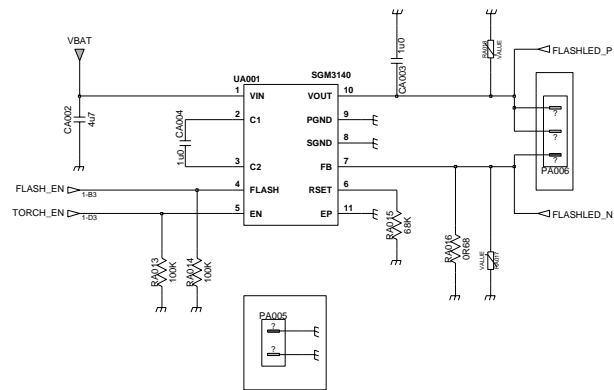 VBAT
CA002
4u7
UA001
SGM3140
1
VIN
VOUT
10
2
C1
PGND
9
SGND
8
3
C2
FB
7
4
FLASH
RSET
6
5
EN
EP
11
CA004
1u0
1u0
CA003
VALUE
FLASHLED_P
?
?
?
PA006
FLASHLED_N
FLASH_EN
1-B3
TORCH_EN
1-D3
RA013
100K
RA014
100K
RA015
68K
RA016
0R68
VALUE
RA017
PA005
?
?